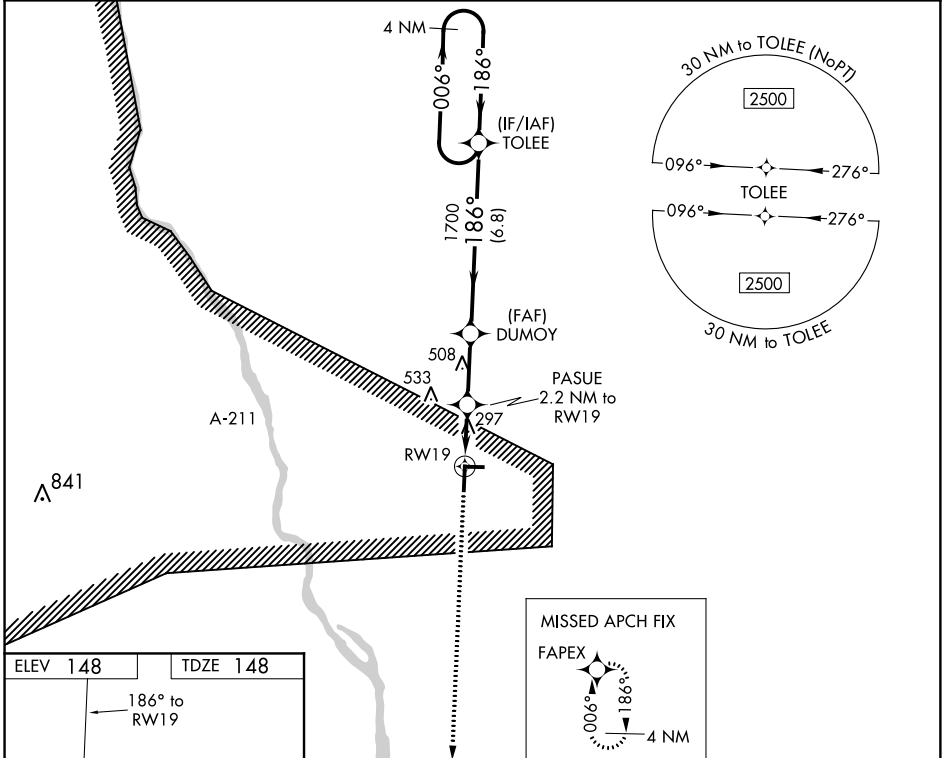 4 NM
006°
186°
(IF/IAF)
TOLEE
1700
186°
(6.8)
(FAF)
DUMOY
508
533
PASUE
2.2 NM to
RW19
297
RW19
A-211
841
30 NM to TOLEE (NoPT)
2500
096°
276°
TOLEE
096°
276°
2500
30 NM to TOLEE
MISSED APCH FIX
FAPEX
006°
186°
4 NM
ELEV 148
TDZE 148
186° to
RW19